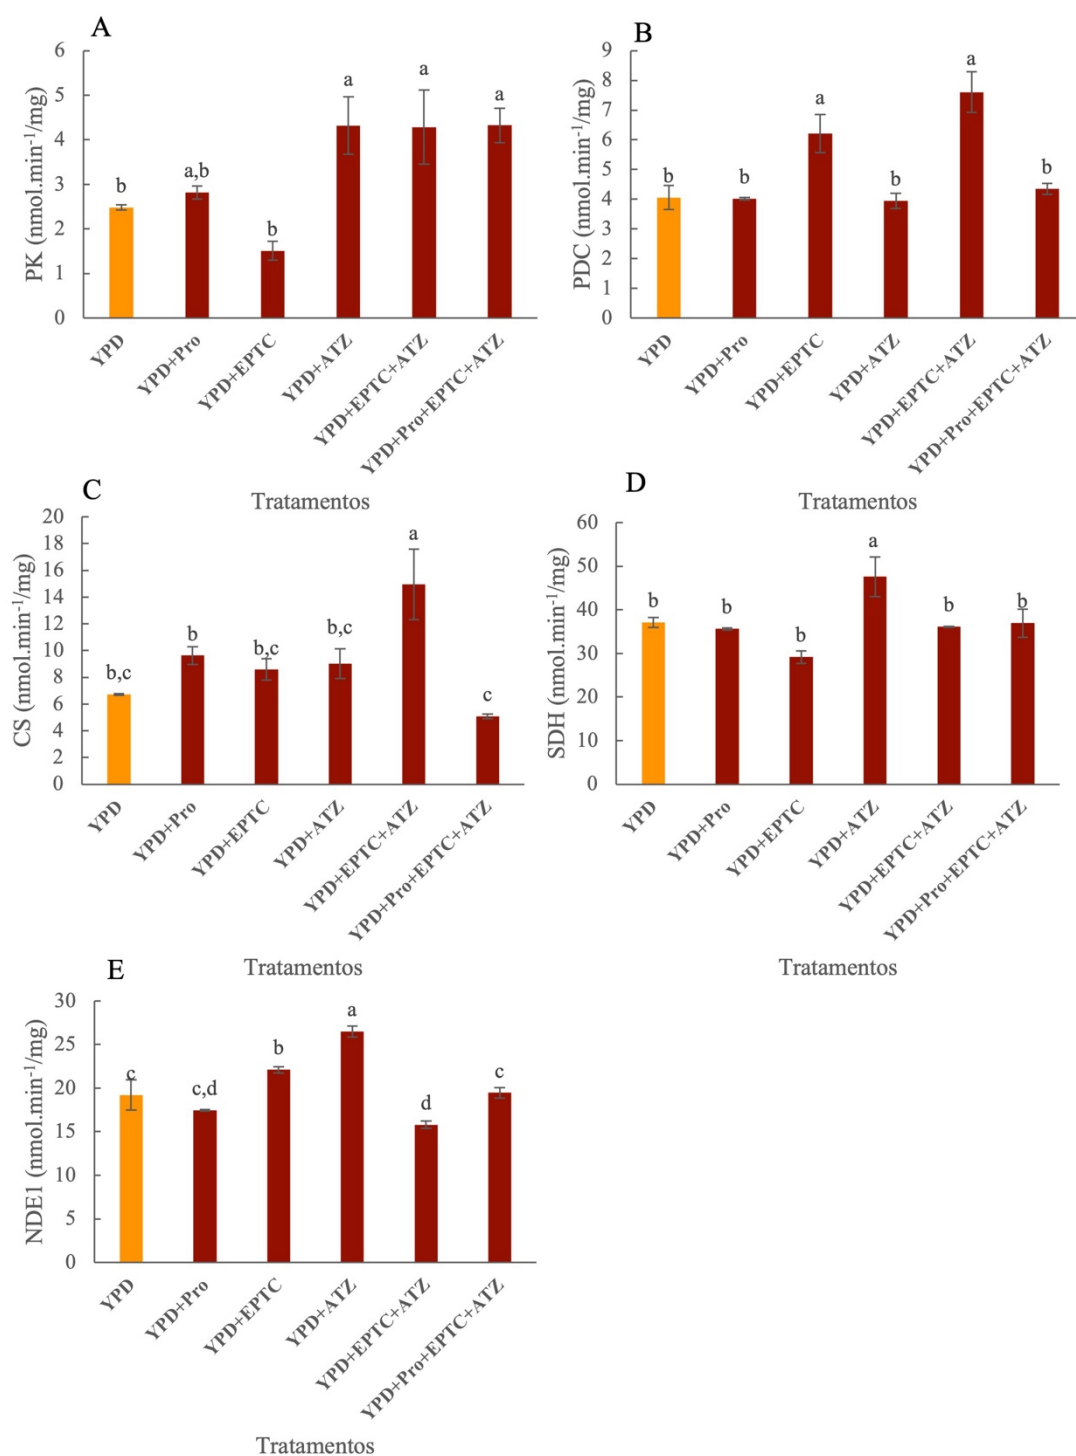 A
PK (nmol.min⁻¹/mg)
6
5
4
3
2
1
0
b
a,b
b
a
a
a
YPD
YPD+Pro
YPD+EPTC
YPD+ATZ
YPD+EPTC+ATZ
YPD+Pro+EPTC+ATZ
Tratamentos
B
PDC (nmol.min⁻¹/mg)
9
8
7
6
5
4
3
2
1
0
b
b
a
b
a
b
YPD
YPD+Pro
YPD+EPTC
YPD+ATZ
YPD+EPTC+ATZ
YPD+Pro+EPTC+ATZ
Tratamentos
C
CS (nmol.min⁻¹/mg)
20
18
16
14
12
10
8
6
4
2
0
b,c
b
b,c
b,c
a
c
YPD
YPD+Pro
YPD+EPTC
YPD+ATZ
YPD+EPTC+ATZ
YPD+Pro+EPTC+ATZ
Tratamentos
D
SDH (nmol.min⁻¹/mg)
60
50
40
30
20
10
0
b
b
b
a
b
b
YPD
YPD+Pro
YPD+EPTC
YPD+ATZ
YPD+EPTC+ATZ
YPD+Pro+EPTC+ATZ
Tratamentos
E
NDE1 (nmol.min⁻¹/mg)
30
25
20
15
10
5
0
c
c,d
b
a
d
c
YPD
YPD+Pro
YPD+EPTC
YPD+ATZ
YPD+EPTC+ATZ
YPD+Pro+EPTC+ATZ
Tratamentos